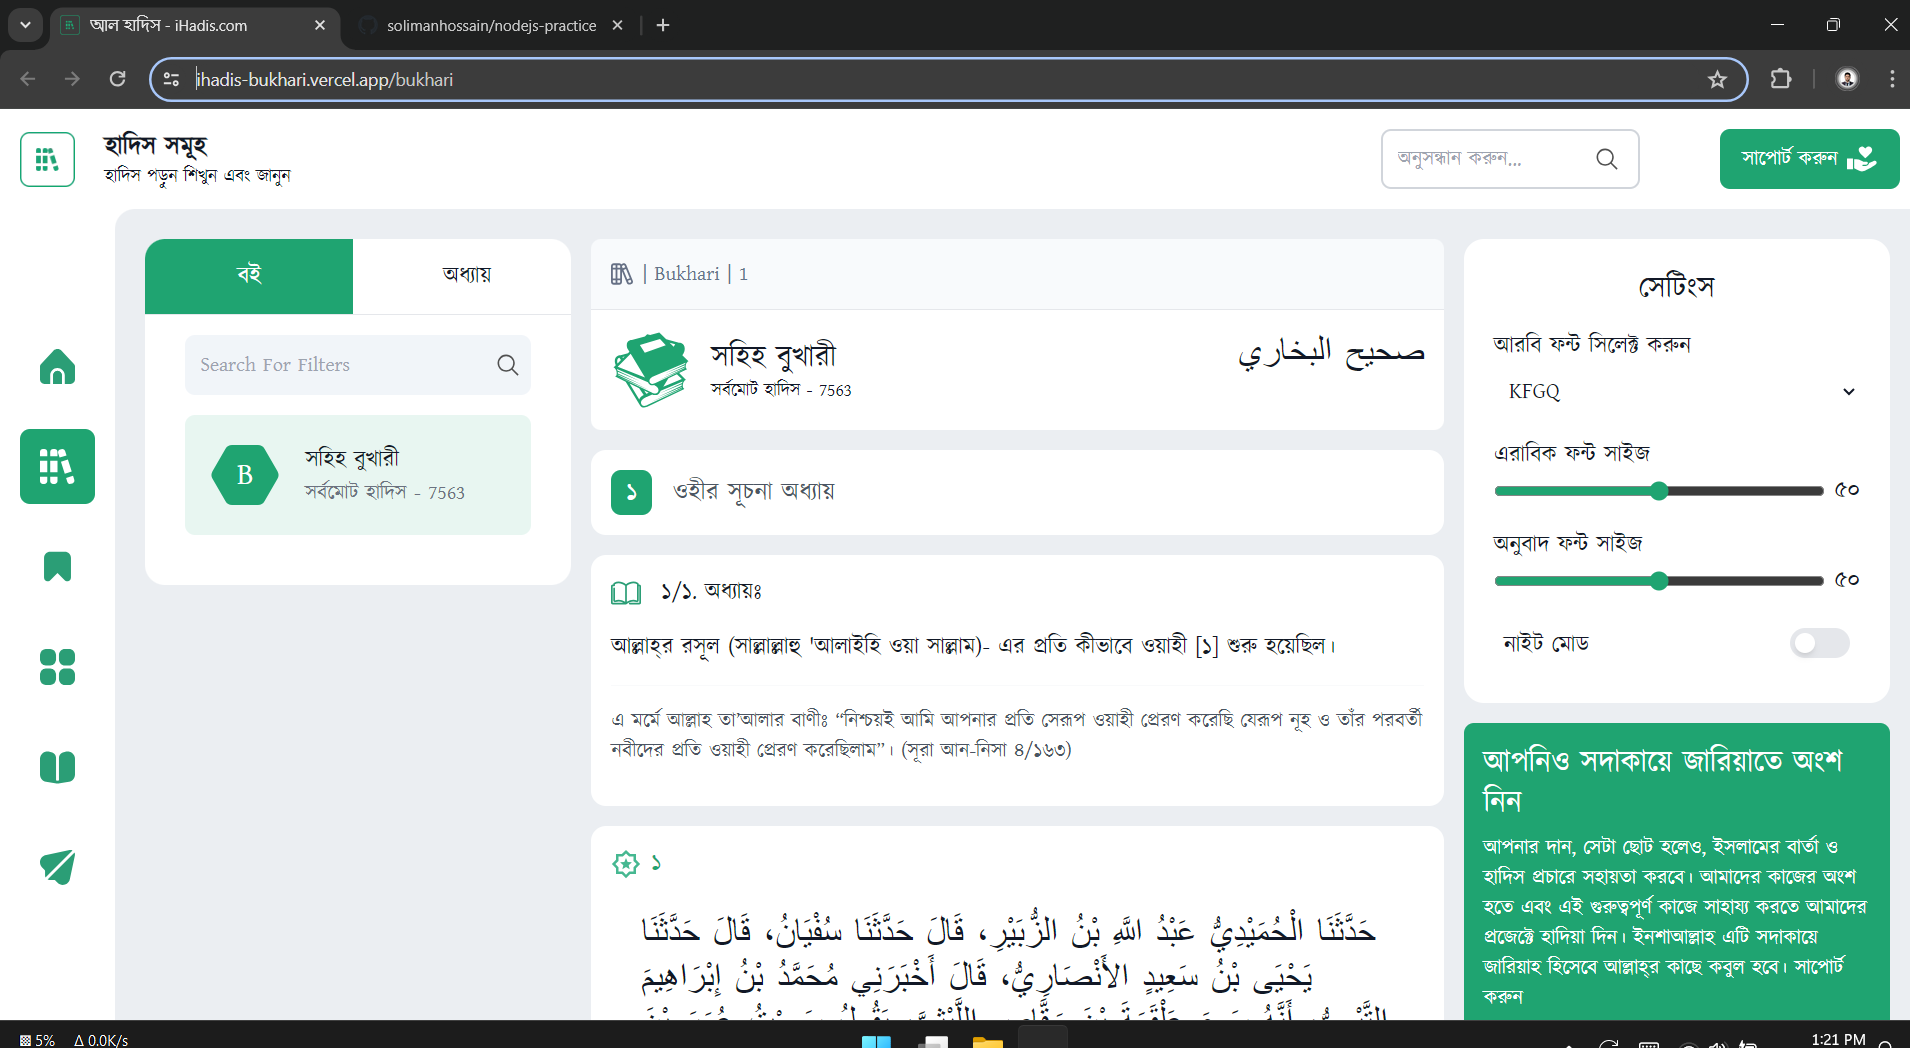 আল হাদিস - iHadis.com
solimanhossain/nodejs-practice
ihadis-bukhari.vercel.app/bukhari
হাদিস সমূহ
হাদিস পড়ুন শিখুন এবং জানুন
অনুসন্ধান করুন...
সাপোর্ট করুন
বই
অধ্যায়
Search For Filters
B
সহিহ বুখারী
সর্বমোট হাদিস - 7563
| Bukhari | 1
সহিহ বুখারী
সর্বমোট হাদিস - 7563
صحيح البخاري
১
ওহীর সূচনা অধ্যায়
১/১. অধ্যায়ঃ
আল্লাহ্‌র রসূল (সাল্লাল্লাহু 'আলাইহি ওয়া সাল্লাম)- এর প্রতি কীভাবে ওয়াহী [১] শুরু হয়েছিল।
এ মর্মে আল্লাহ তা’আলার বাণীঃ “নিশ্চয়ই আমি আপনার প্রতি সেরূপ ওয়াহী প্রেরণ করেছি যেরূপ নূহ ও তাঁর পরবর্তী
নবীদের প্রতি ওয়াহী প্রেরণ করেছিলাম”। (সূরা আন-নিসা ৪/১৬৩)
১
حَدَّثَنَا الْحُمَيْدِيُّ عَبْدُ اللَّهِ بْنُ الزُّبَيْرِ، قَالَ حَدَّثَنَا سُفْيَانُ، قَالَ حَدَّثَنَا
يَحْيَى بْنُ سَعِيدٍ الأَنْصَارِيُّ، قَالَ أَخْبَرَنِي مُحَمَّدُ بْنُ إِبْرَاهِيمَ
সেটিংস
আরবি ফন্ট সিলেক্ট করুন
KFGQ
এরাবিক ফন্ট সাইজ
৫০
অনুবাদ ফন্ট সাইজ
৫০
নাইট মোড
আপনিও সদাকায়ে জারিয়াতে অংশ
নিন
আপনার দান, সেটা ছোট হলেও, ইসলামের বার্তা ও
হাদিস প্রচারে সহায়তা করবে। আমাদের কাজের অংশ
হতে এবং এই গুরুত্বপূর্ণ কাজে সাহায্য করতে আমাদের
প্রজেক্টে হাদিয়া দিন। ইনশাআল্লাহ এটি সদাকায়ে
জারিয়াহ হিসেবে আল্লাহ্‌র কাছে কবুল হবে। সাপোর্ট
করুন
5% Δ 0.0K/s
1:21 PM